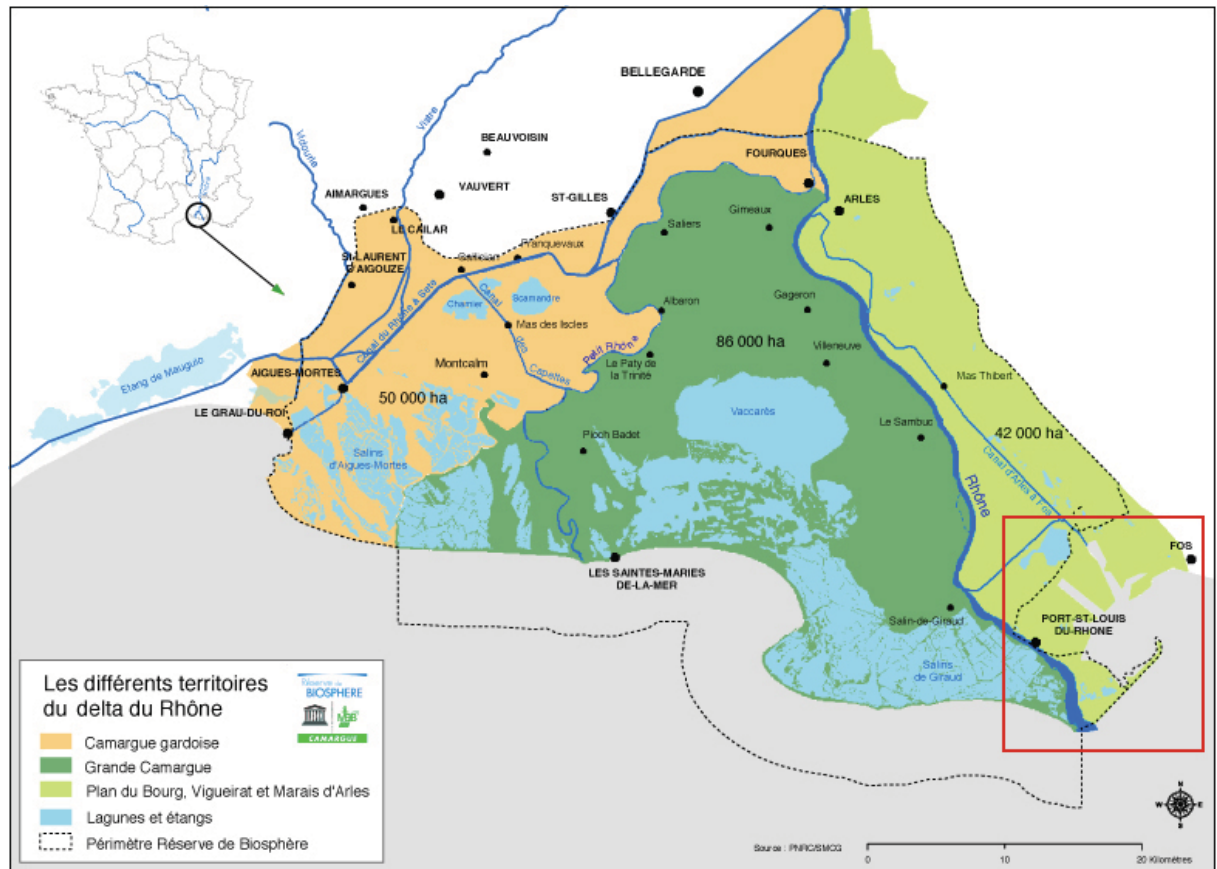 BELLEGARDE
Vistre
Vidourle
BEAUVOISIN
FOURQUES
VAUVERT
AIMARGUES
ST-GILLES
ARLES
LE CAILAR
Gimeaux
Saliers
Franquevaux
ST-LAURENT
D'AIGOUZE
Gallician
Canal du Rhône à Sète
Charnier
Scamandre
Canal
des
Capettes
Albaron
Gageron
Mas des Iscles
Petit Rhône
86 000 ha
Villeneuve
Le Paty de
la Trinité
Etang de Mauguio
AIGUES-MORTES
Montcalm
50 000 ha
Mas Thibert
LE GRAU-DU-ROI
Vaccarès
Le Sambuc
42 000 ha
Canal d'Arles à Fos
Pioch Badet
Salins
d'Aigues-Mortes
Rhône
FOS
LES SAINTES-MARIES
DE-LA-MER
Salin-de-Giraud
PORT-ST-LOUIS
DU-RHONE
Salins
de Giraud
Les différents territoires
du delta du Rhône
Réserve de
BIOSPHERE
MAB
CAMARGUE
Camargue gardoise
Grande Camargue
Plan du Bourg, Vigueirat et Marais d'Arles
Lagunes et étangs
Périmètre Réserve de Biosphère
N
W
E
S
Source : PNRC/SMCG
0
10
20 Kilomètres